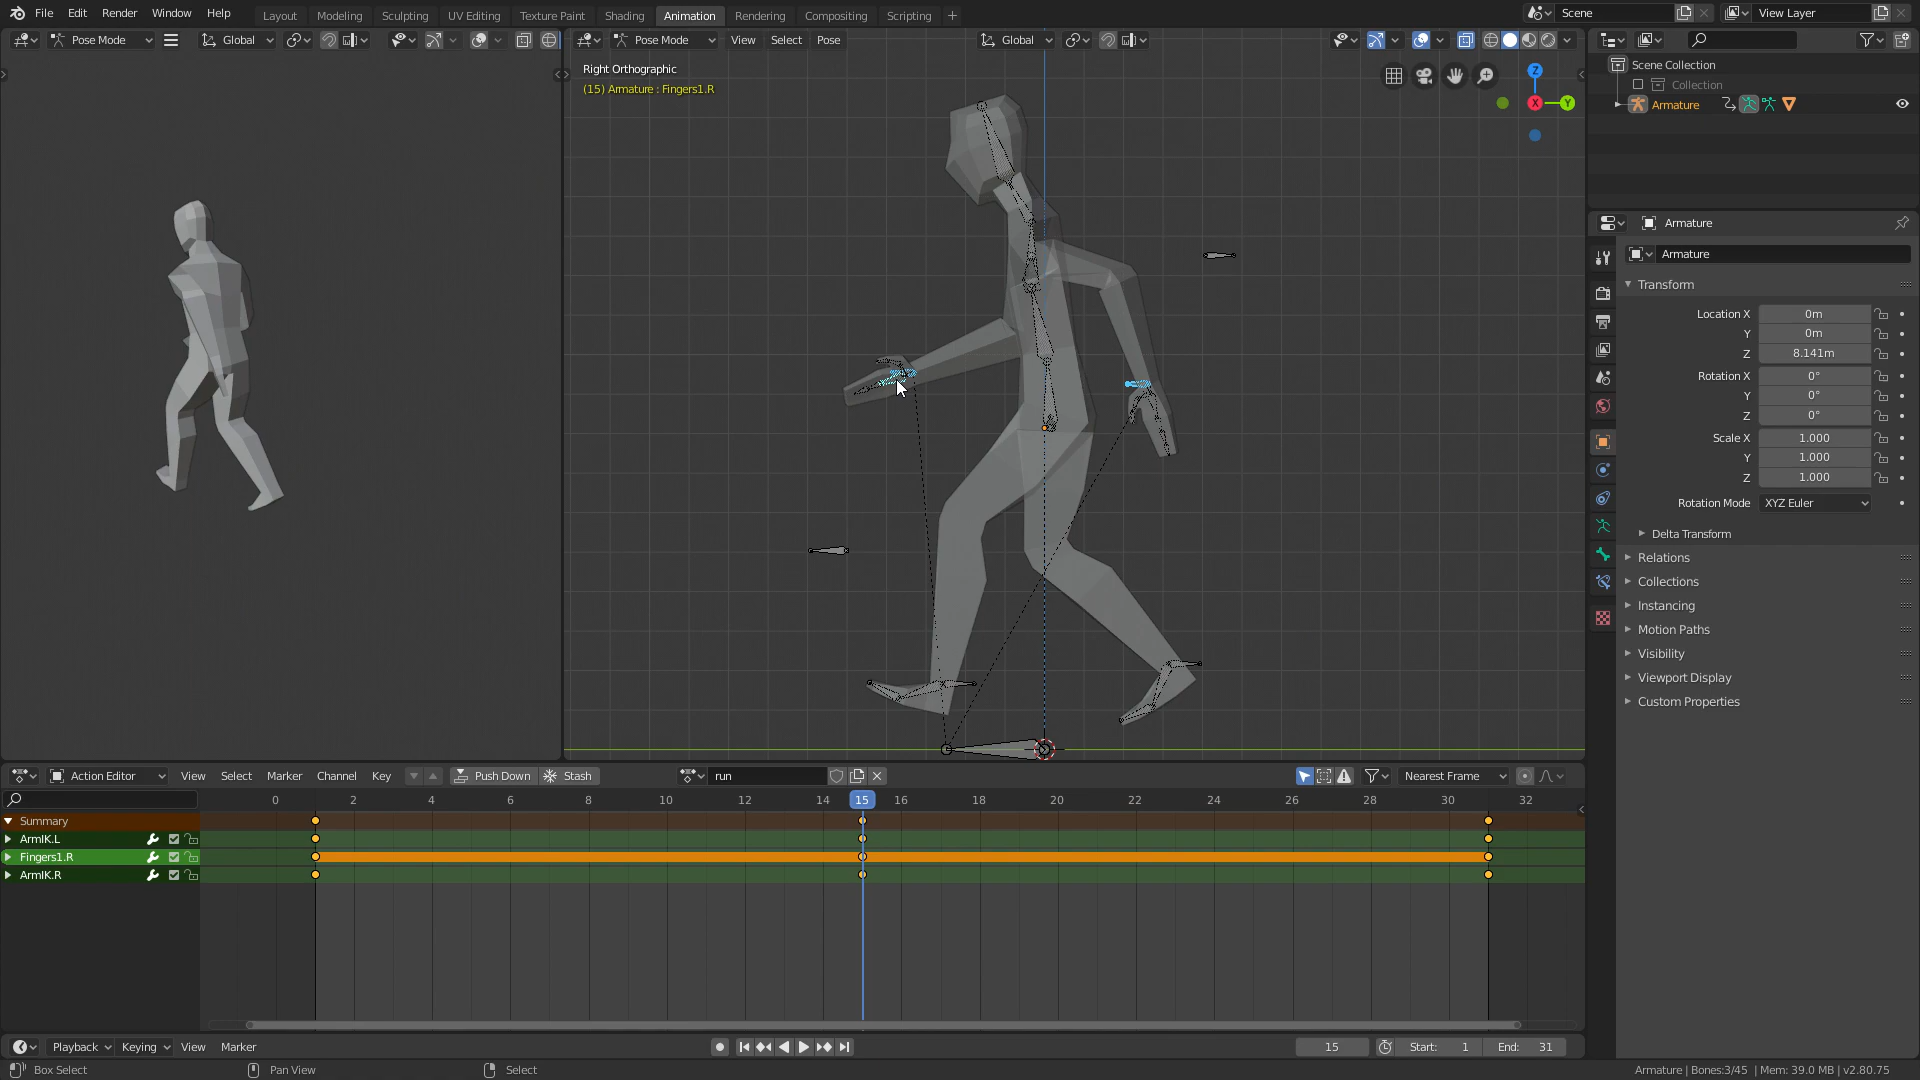 File Edit Render Window Help Layout Modeling Sculpting UV Editing Texture Paint Shading Animation Rendering Compositing Scripting Scene View Layer
Pose Mode Global Pose Mode View Select Pose Global
Right Orthographic
(15) Armature : Fingers1.R
Z
X Y
Scene Collection
Collection
Armature
Armature
Armature
Transform
Location X 0m
Y 0m
Z 8.141m
Rotation X 0°
Y 0°
Z 0°
Scale X 1.000
Y 1.000
Z 1.000
Rotation Mode XYZ Euler
Delta Transform
Relations
Collections
Instancing
Motion Paths
Visibility
Viewport Display
Custom Properties
Action Editor View Select Marker Channel Key Push Down Stash run Nearest Frame
0 2 4 6 8 10 12 14 15 16 18 20 22 24 26 28 30 32
Summary
ArmIK.L
Fingers1.R
ArmIK.R
Playback Keying View Marker 15 Start: 1 End: 31
Box Select Pan View Select Armature | Bones:3/45 | Mem: 39.0 MB | v2.80.75